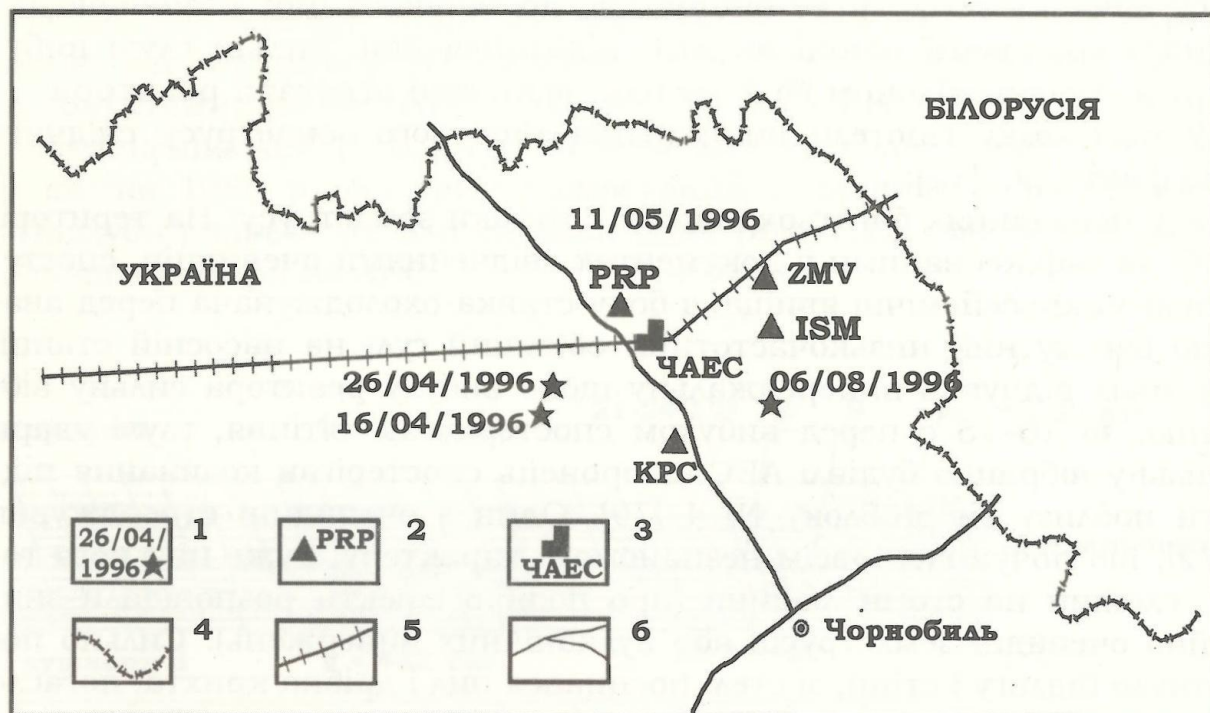 БІЛОРУСІЯ
11/05/1996
УКРАЇНА
PRP
ZMV
ISM
ЧАЕС
26/04/1996
06/08/1996
16/04/1996
КРС
26/04/
1996
1
PRP
2
ЧАЕС
3
4
5
6
Чорнобиль